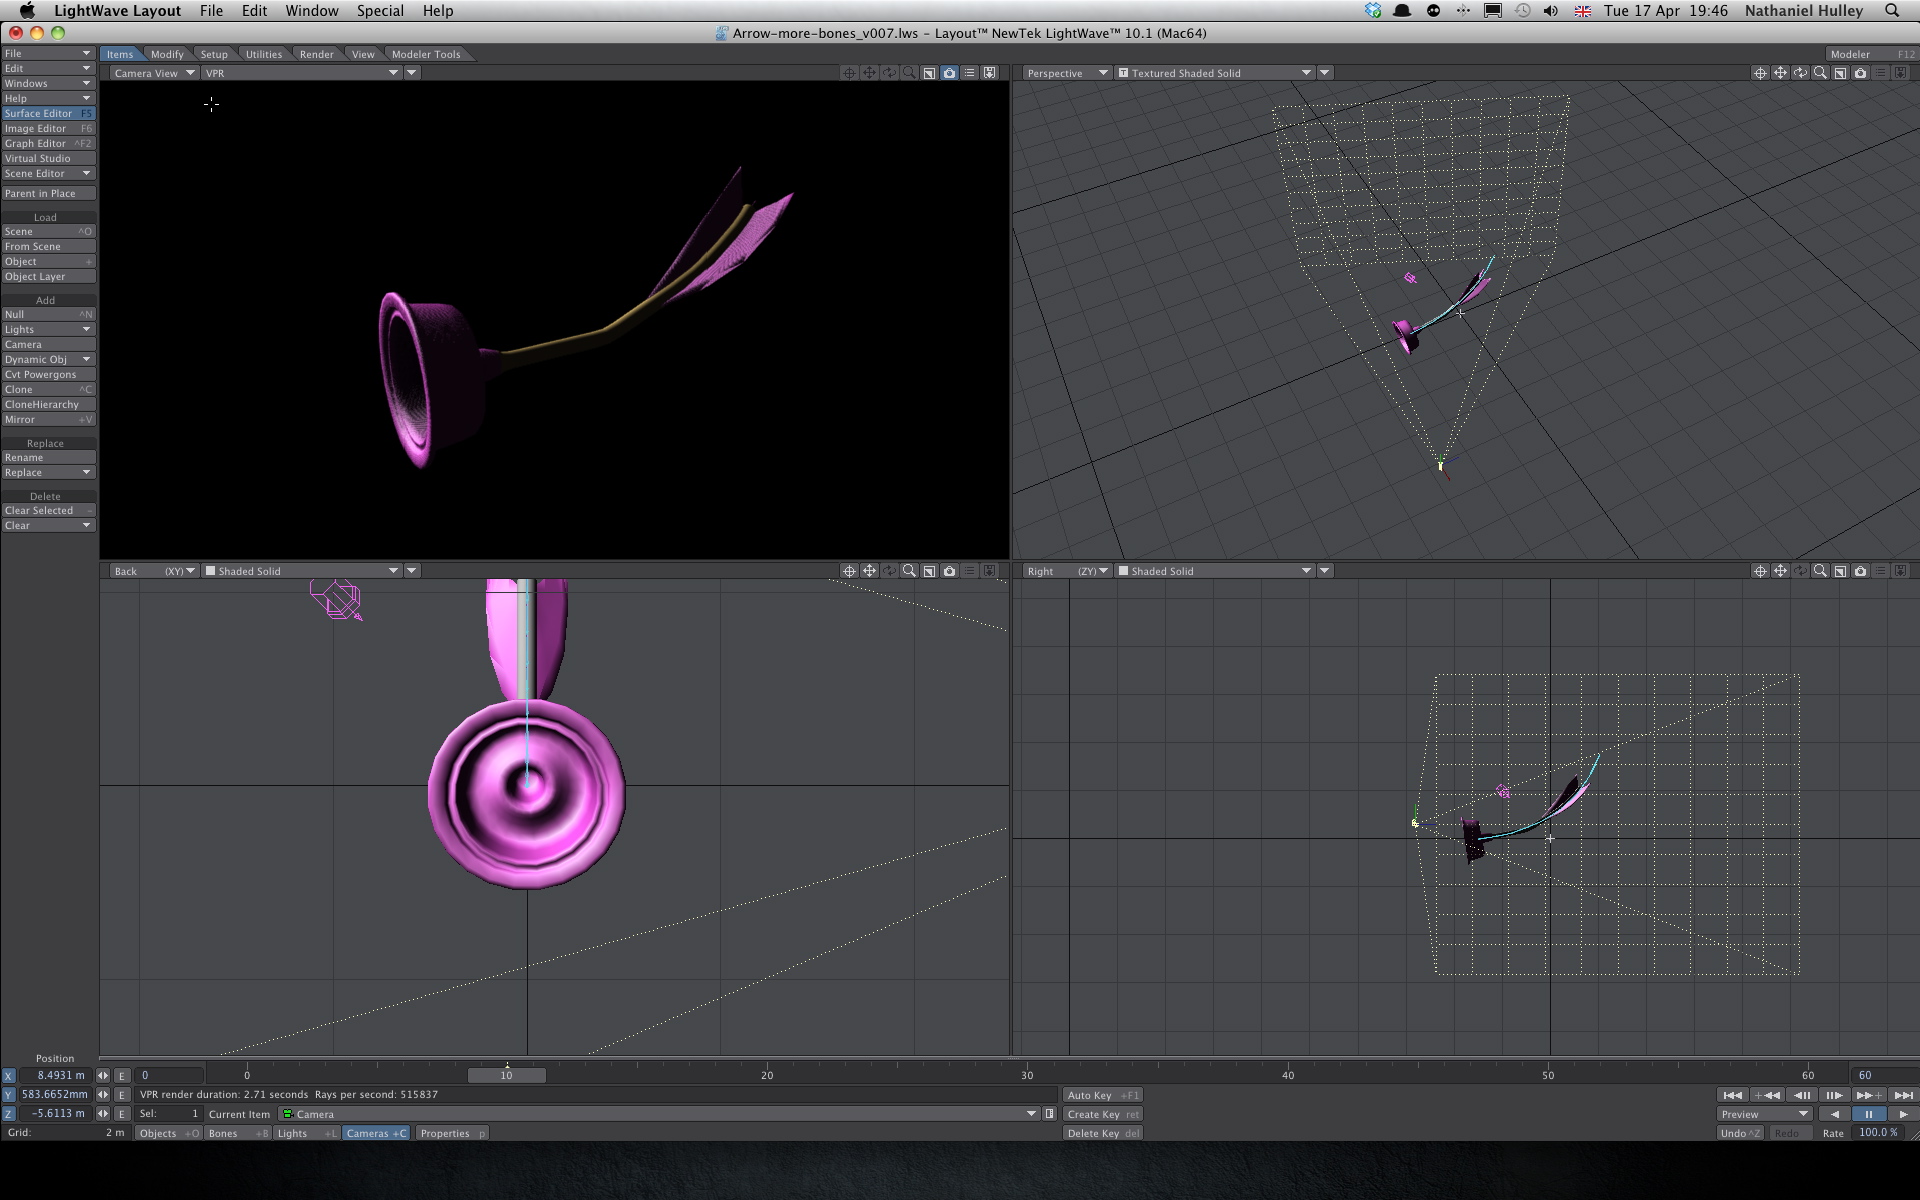 LightWave Layout File Edit Window Special Help Tue 17 Apr 19:46 Nathaniel Hulley
Arrow-more-bones_v007.lws – Layout™ NewTek LightWave™ 10.1 (Mac64)
File
Edit
Windows
Help
Surface Editor F5
Image Editor F6
Graph Editor ^F2
Virtual Studio
Scene Editor
Parent in Place
Load
Scene ^O
From Scene
Object +
Object Layer
Add
Null ^N
Lights
Camera
Dynamic Obj
Cvt Powergons
Clone ^C
CloneHierarchy
Mirror +V
Replace
Rename
Replace
Delete
Clear Selected -
Clear
Items Modify Setup Utilities Render View Modeler Tools Modeler F12
Camera View VPR
Perspective T Textured Shaded Solid
Back (XY) Shaded Solid
Right (ZY) Shaded Solid
Position
X 8.4931 m E 0 0 10 20 30 40 50 60 60
Y 583.6652mm E VPR render duration: 2.71 seconds Rays per second: 515837 Auto Key +F1
Z -5.6113 m E Sel: 1 Current Item Camera Create Key ret Preview
Grid: 2 m Objects +O Bones +B Lights +L Cameras +C Properties p Delete Key del Undo ^Z Redo Rate 100.0 %